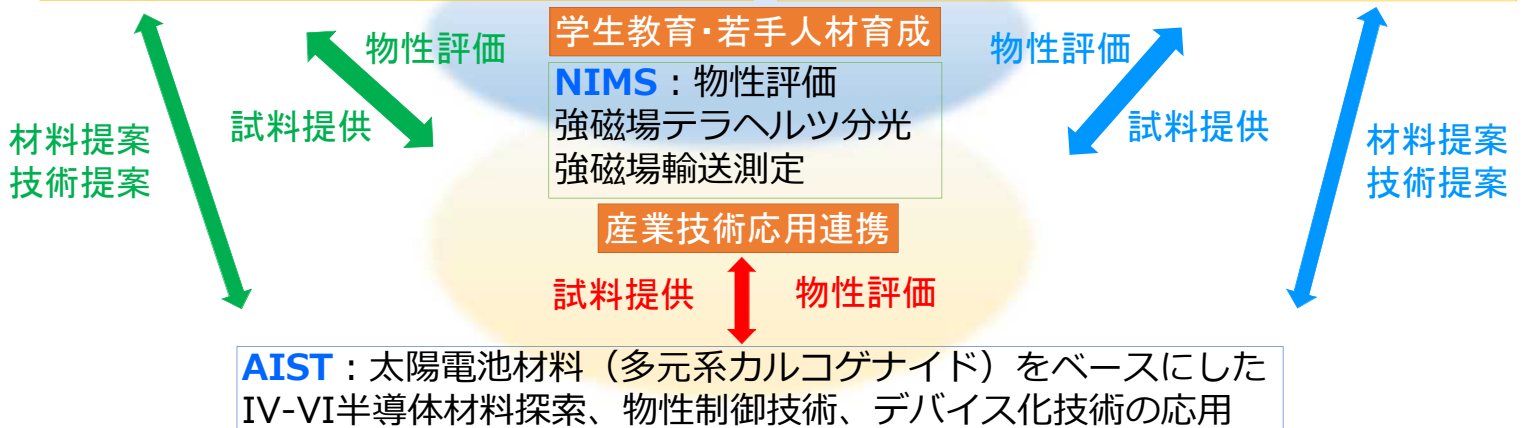 学生教育・若手人材育成
物性評価
物性評価
NIMS：物性評価
強磁場テラヘルツ分光
強磁場輸送測定
試料提供
試料提供
材料提案
技術提案
材料提案
技術提案
産業技術応用連携
試料提供
物性評価
AIST：太陽電池材料（多元系カルコゲナイド）をベースにした
IV-VI半導体材料探索、物性制御技術、デバイス化技術の応用